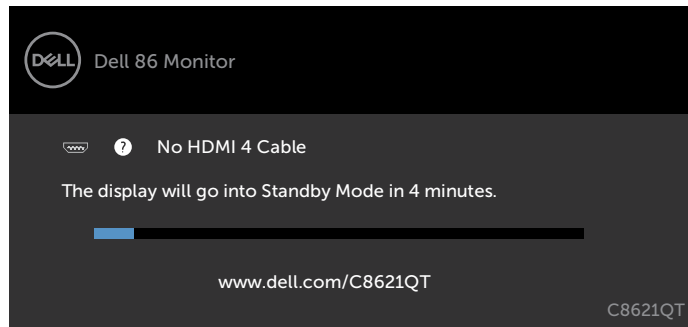 DELL Dell 86 Monitor
? No HDMI 4 Cable
The display will go into Standby Mode in 4 minutes.
www.dell.com/C8621QT
C8621QT